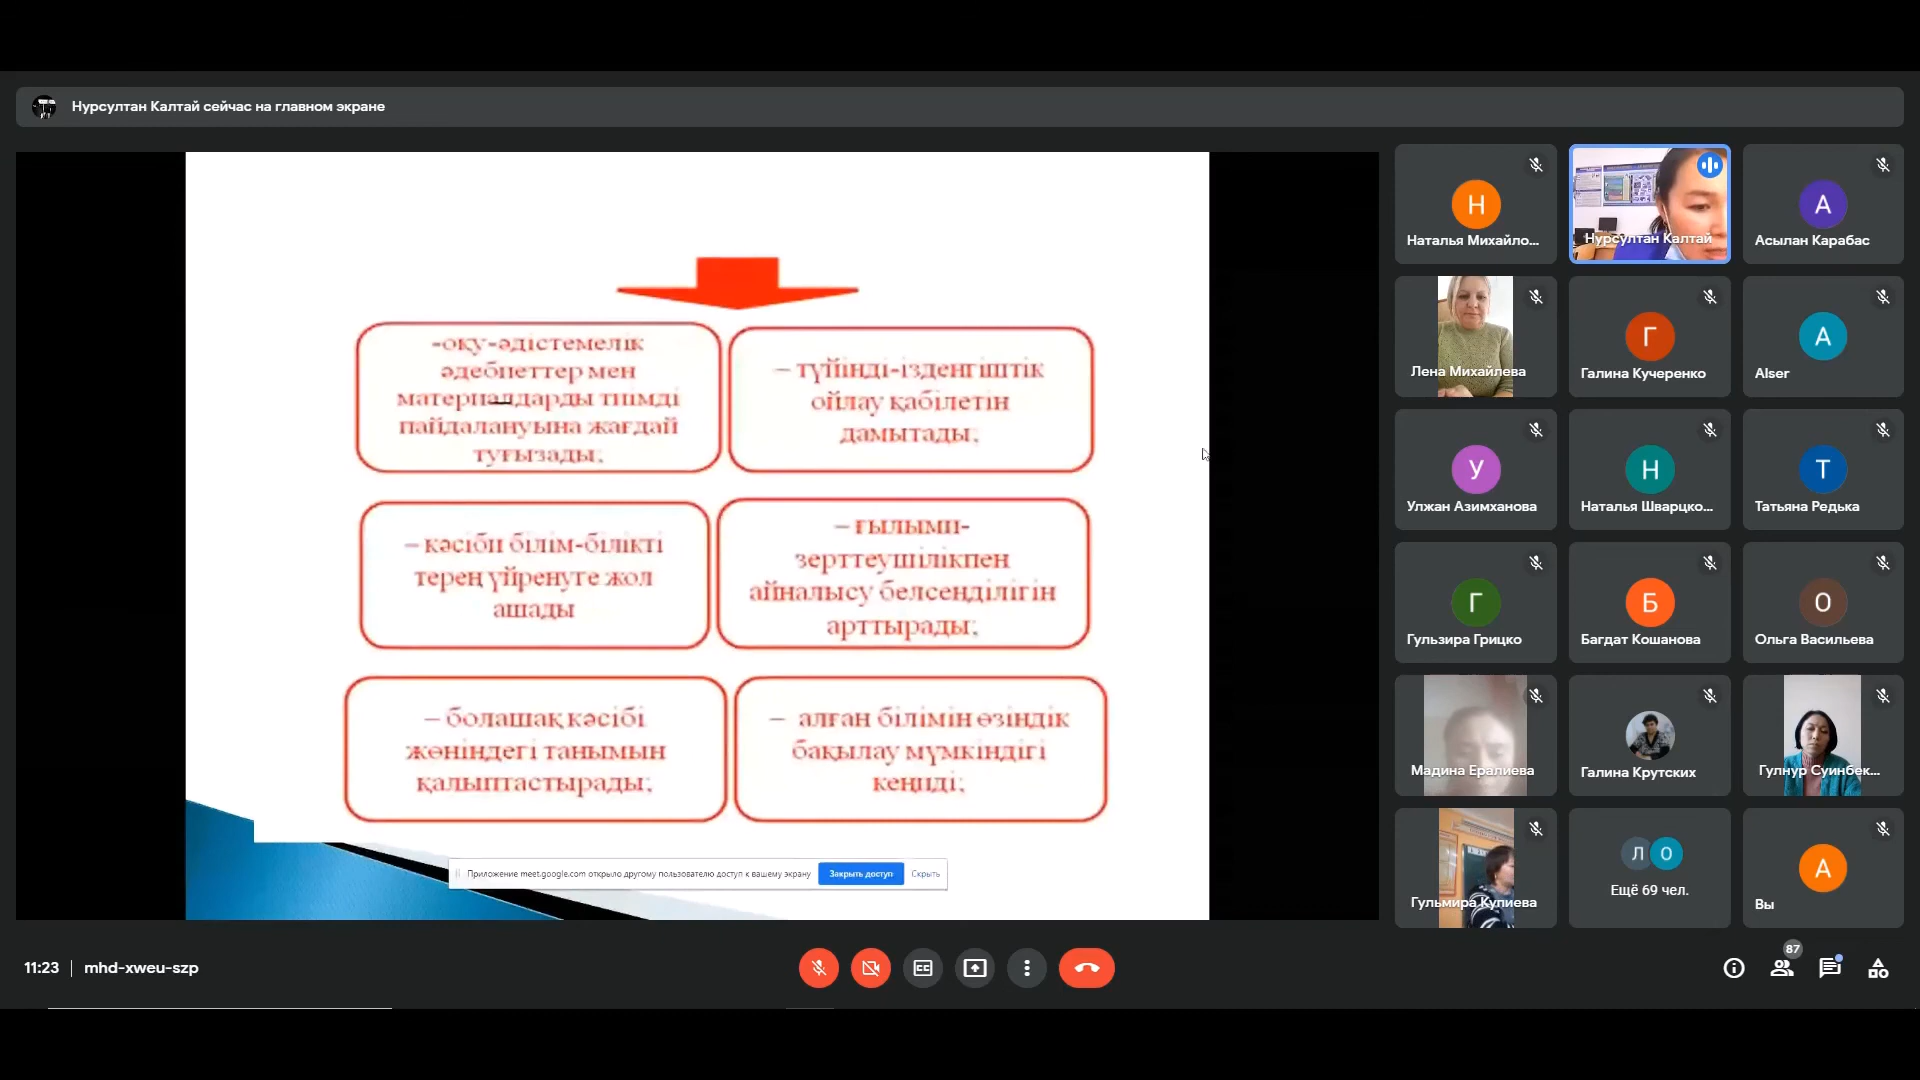 Нурсултан Калтай сейчас на главном экране
-оқу-әдістемелік
әдебиеттер мен
материалдарды тиімді
пайдалануына жағдай
туғызады;
– түйінді-ізденгіштік
ойлау қабілетін
дамытады;
– кәсіби білім-білікті
терең үйренуге жол
ашады
– ғылыми-
зерттеушілікпен
айналысу белсенділігін
арттырады;
– болашақ кәсібі
жөніндегі танымын
қалыптастырады;
– алған білімін өзіндік
бақылау мүмкіндігі
кеңиді;
Приложение meet.google.com открыло другому пользователю доступ к вашему экрану
Закрыть доступ
Скрыть
Н
Наталья Михайло...
Нурсултан Калтай
А
Асылан Карабас
Лена Михайлева
Г
Галина Кучеренко
A
Alser
У
Улжан Азимханова
Н
Наталья Шварцко...
Т
Татьяна Редька
Г
Гульзира Грицко
Б
Багдат Кошанова
О
Ольга Васильева
Мадина Ералиева
Галина Крутских
Гулнур Суинбек...
Гульмира Кулиева
Л О
Ещё 69 чел.
А
Вы
11:23 | mhd-xweu-szp
87